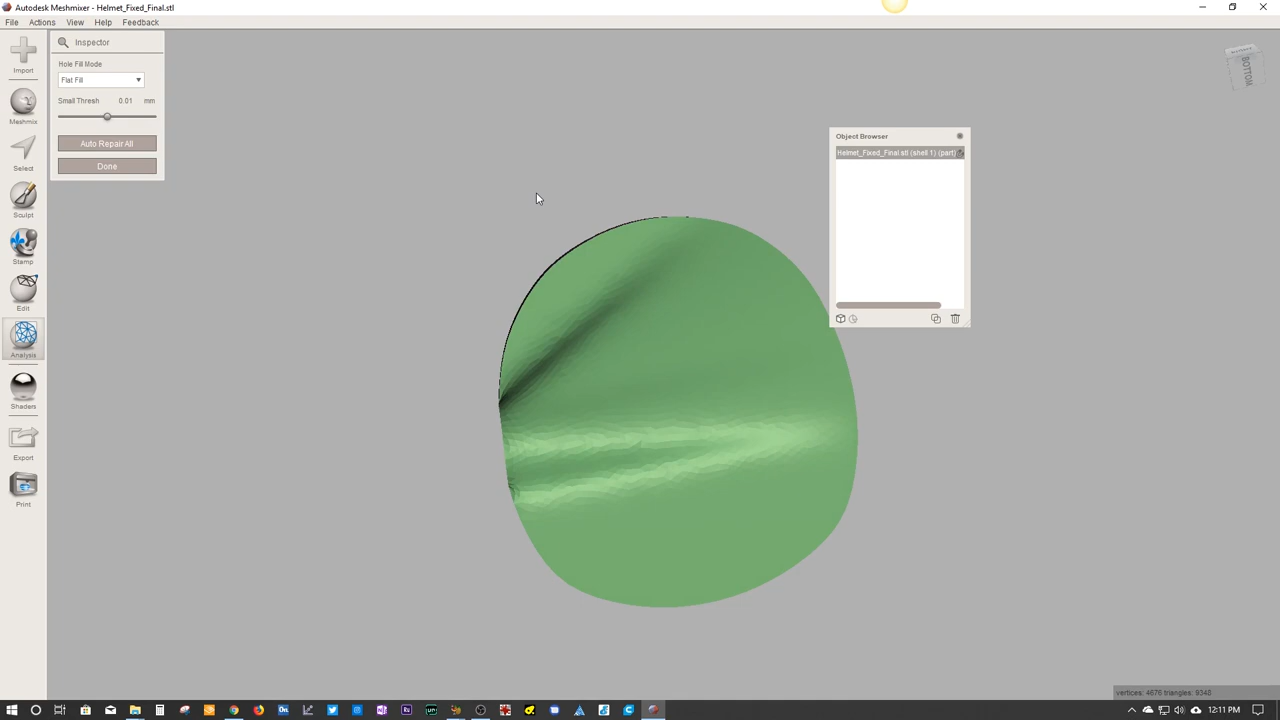 Autodesk Meshmixer - Helmet_Fixed_Final.stl
File Actions View Help Feedback
Inspector
Hole Fill Mode
Flat Fill
Small Thresh 0.01 mm
Auto Repair All
Done
Import
Meshmix
Select
Sculpt
Stamp
Edit
Analysis
Shaders
Export
Print
BOTTOM
Object Browser
Helmet_Fixed_Final.stl (shell 1) (part)
vertices: 4676 triangles: 9348
12:11 PM